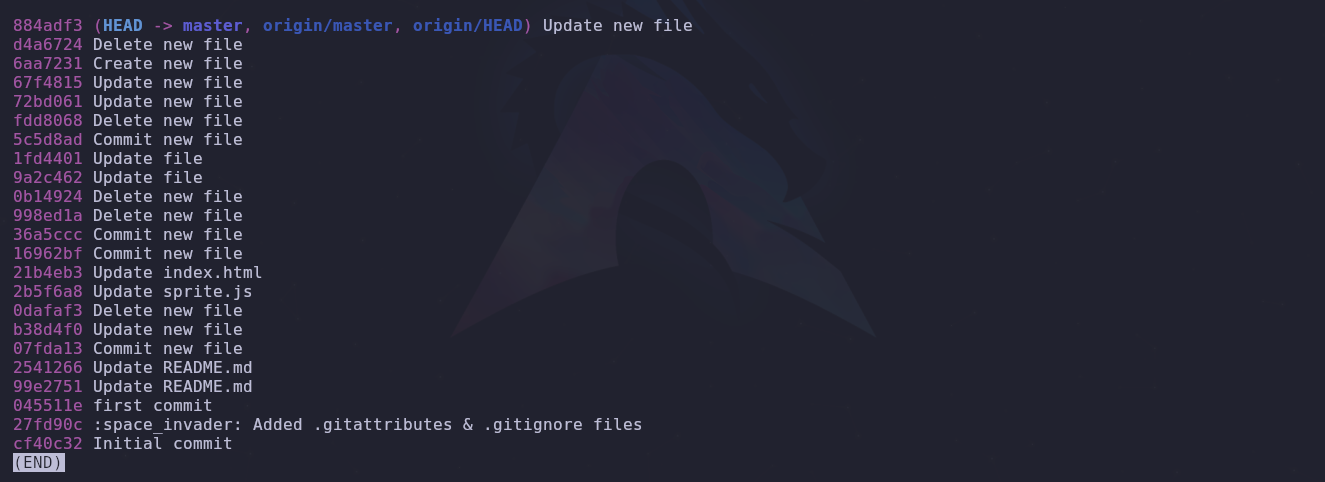 884adf3 (HEAD -> master, origin/master, origin/HEAD) Update new file
d4a6724 Delete new file
6aa7231 Create new file
67f4815 Update new file
72bd061 Update new file
fdd8068 Delete new file
5c5d8ad Commit new file
1fd4401 Update file
9a2c462 Update file
0b14924 Delete new file
998ed1a Delete new file
36a5ccc Commit new file
16962bf Commit new file
21b4eb3 Update index.html
2b5f6a8 Update sprite.js
0dafaf3 Delete new file
b38d4f0 Update new file
07fda13 Commit new file
2541266 Update README.md
99e2751 Update README.md
045511e first commit
27fd90c :space_invader: Added .gitattributes & .gitignore files
cf40c32 Initial commit
(END)